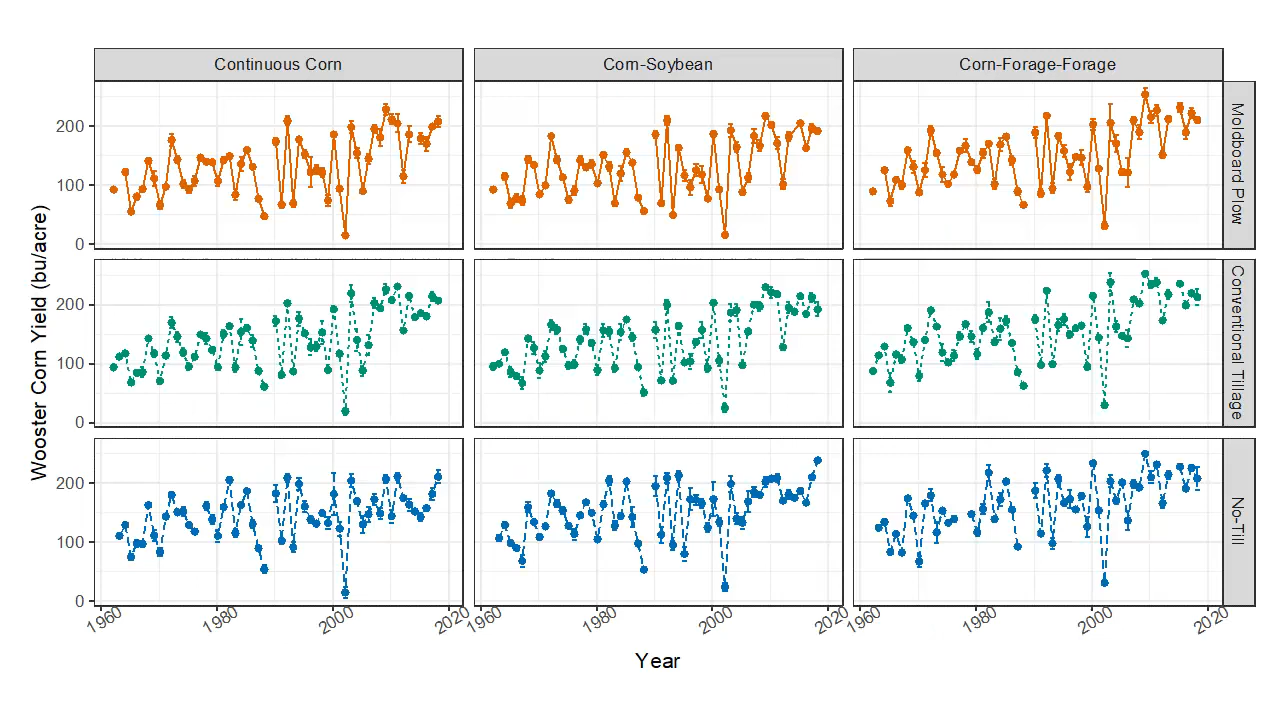 Continuous Corn
Corn-Soybean
Corn-Forage-Forage
Wooster Corn Yield (bu/acre)
200
100
0
Moldboard Plow
200
100
0
Conventional Tillage
200
100
0
No-Till
1960
1980
2000
2020
1960
1980
2000
2020
1960
1980
2000
2020
Year